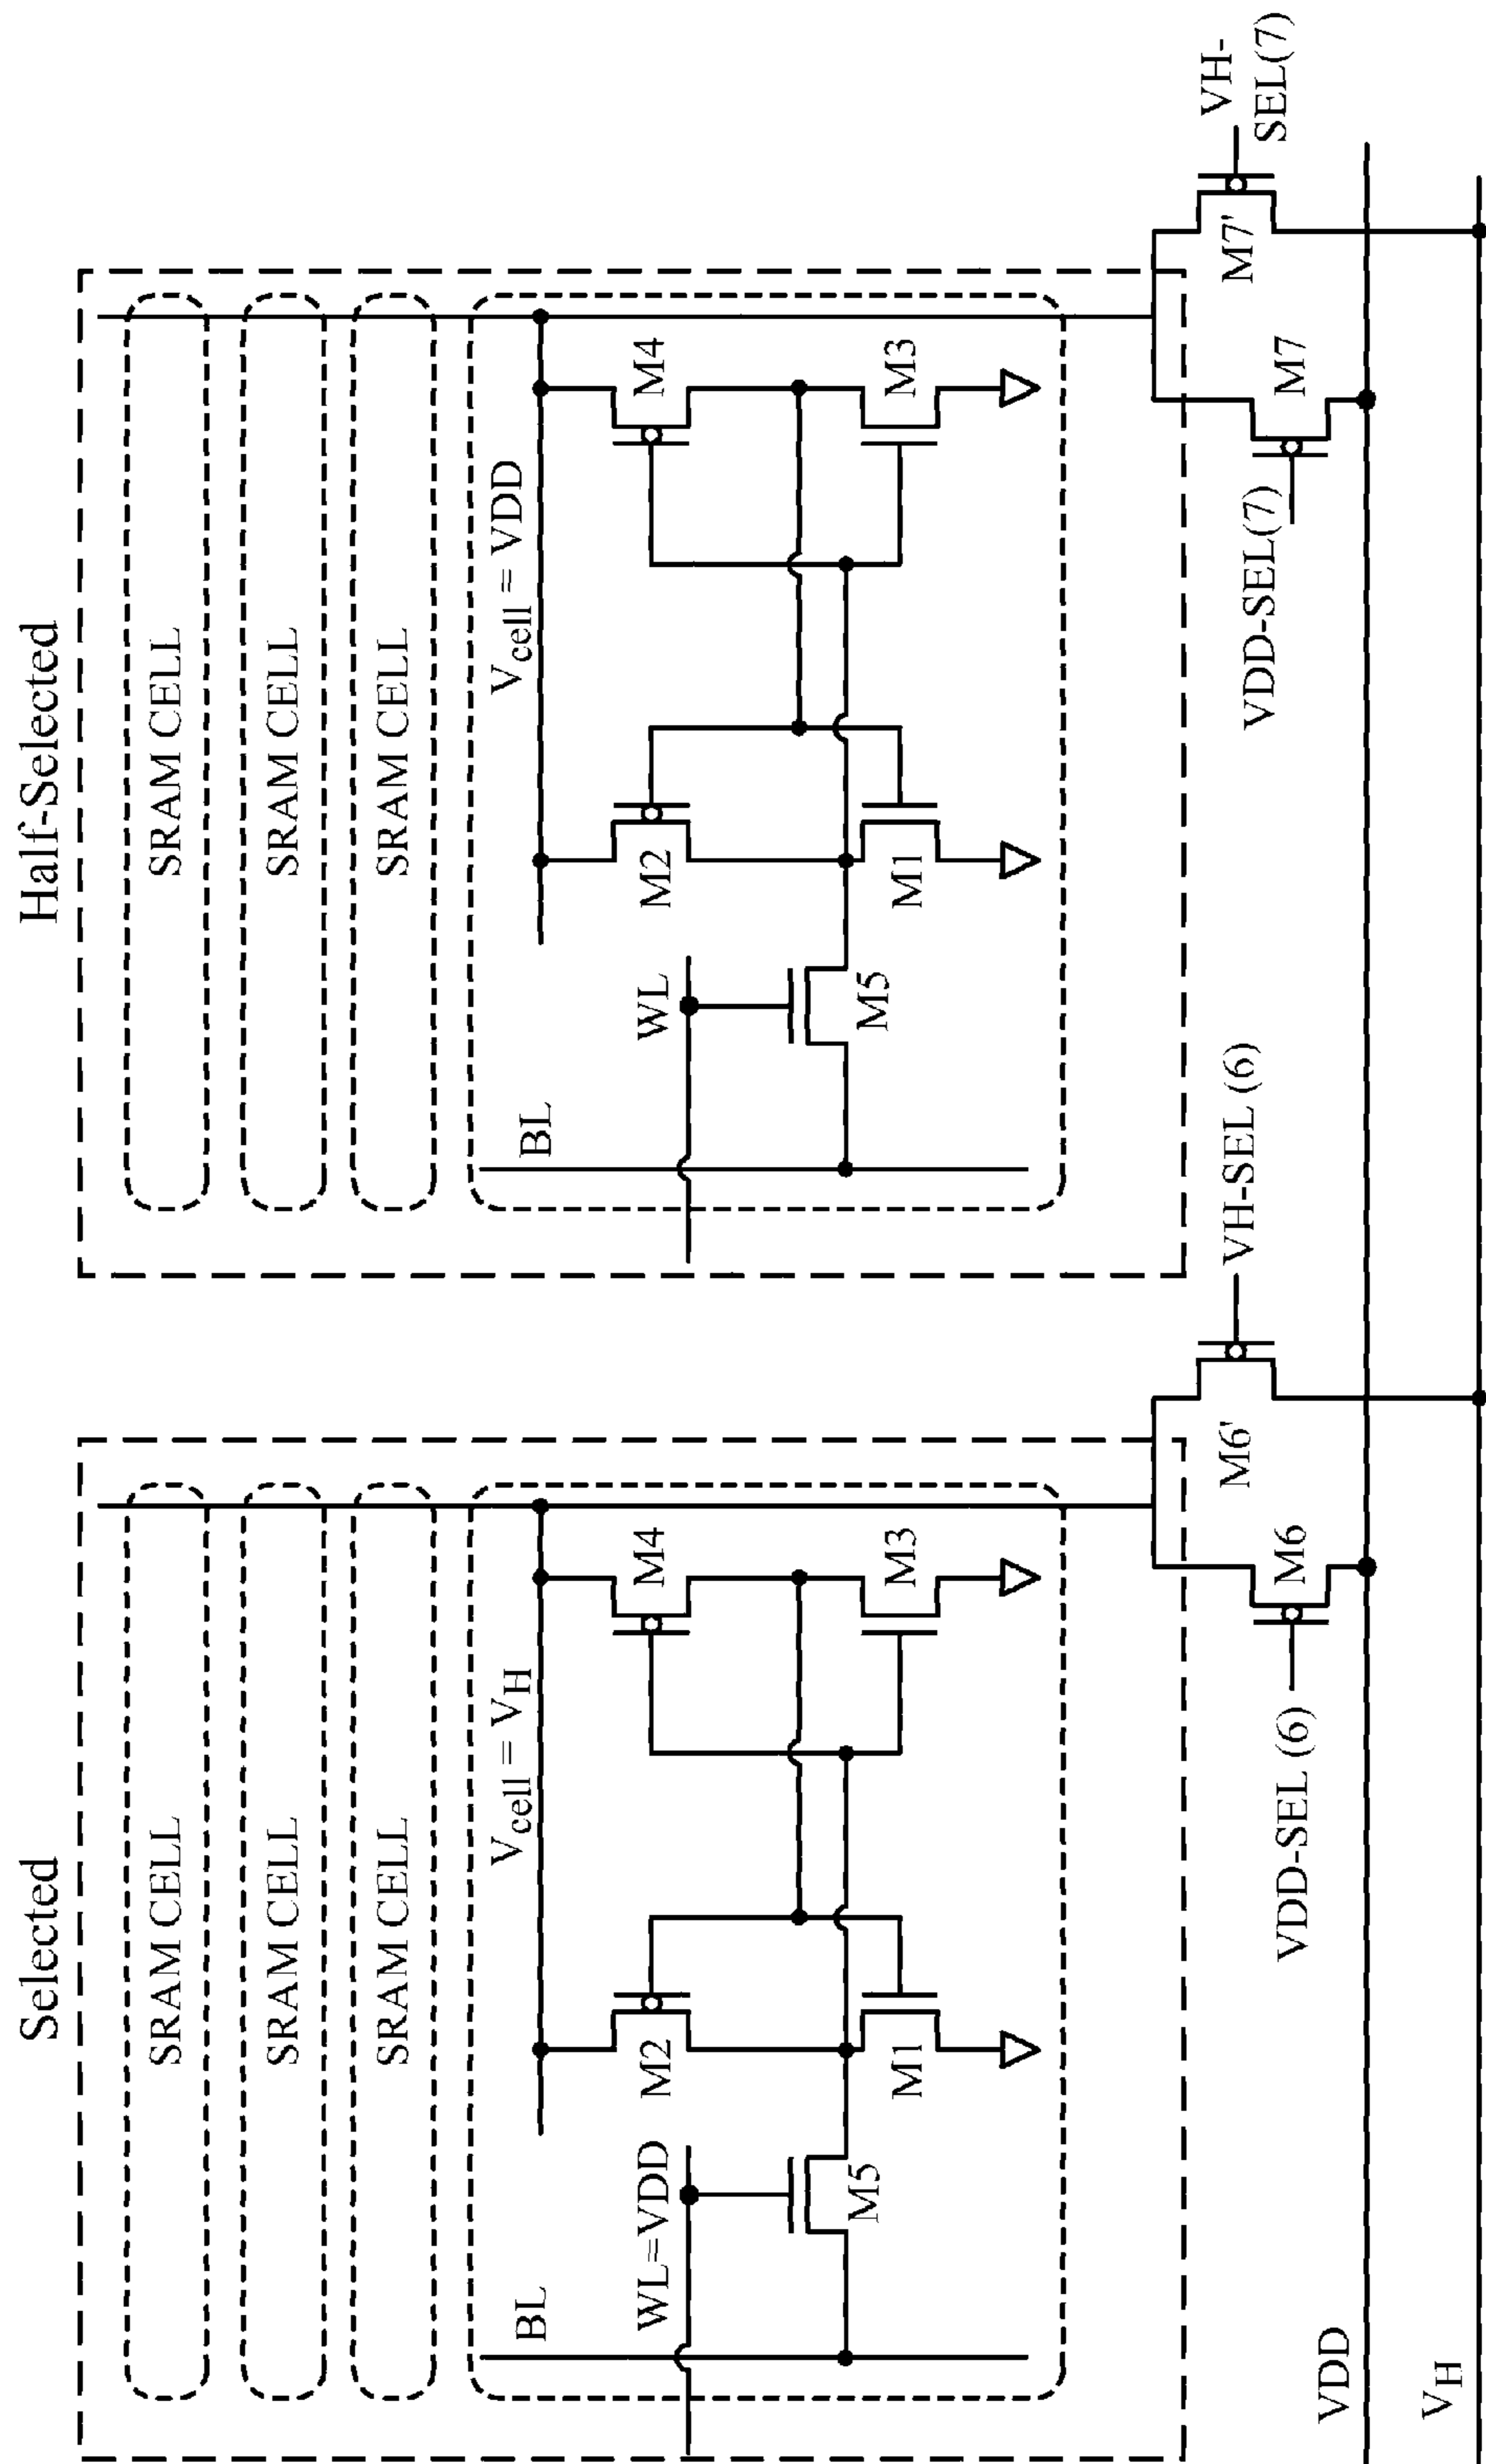 Selected
SRAM CELL
SRAM CELL
SRAM CELL
Vcell = VH
BL
WL=VDD
M2
M4
M5
M1
M3
VDD-SEL (6)
M6
M6'
VH-SEL (6)
Half-Selected
SRAM CELL
SRAM CELL
SRAM CELL
Vcell = VDD
BL
WL
M2
M4
M5
M1
M3
VDD-SEL(7)
M7
M7'
VH-
SEL(7)
VDD
VH